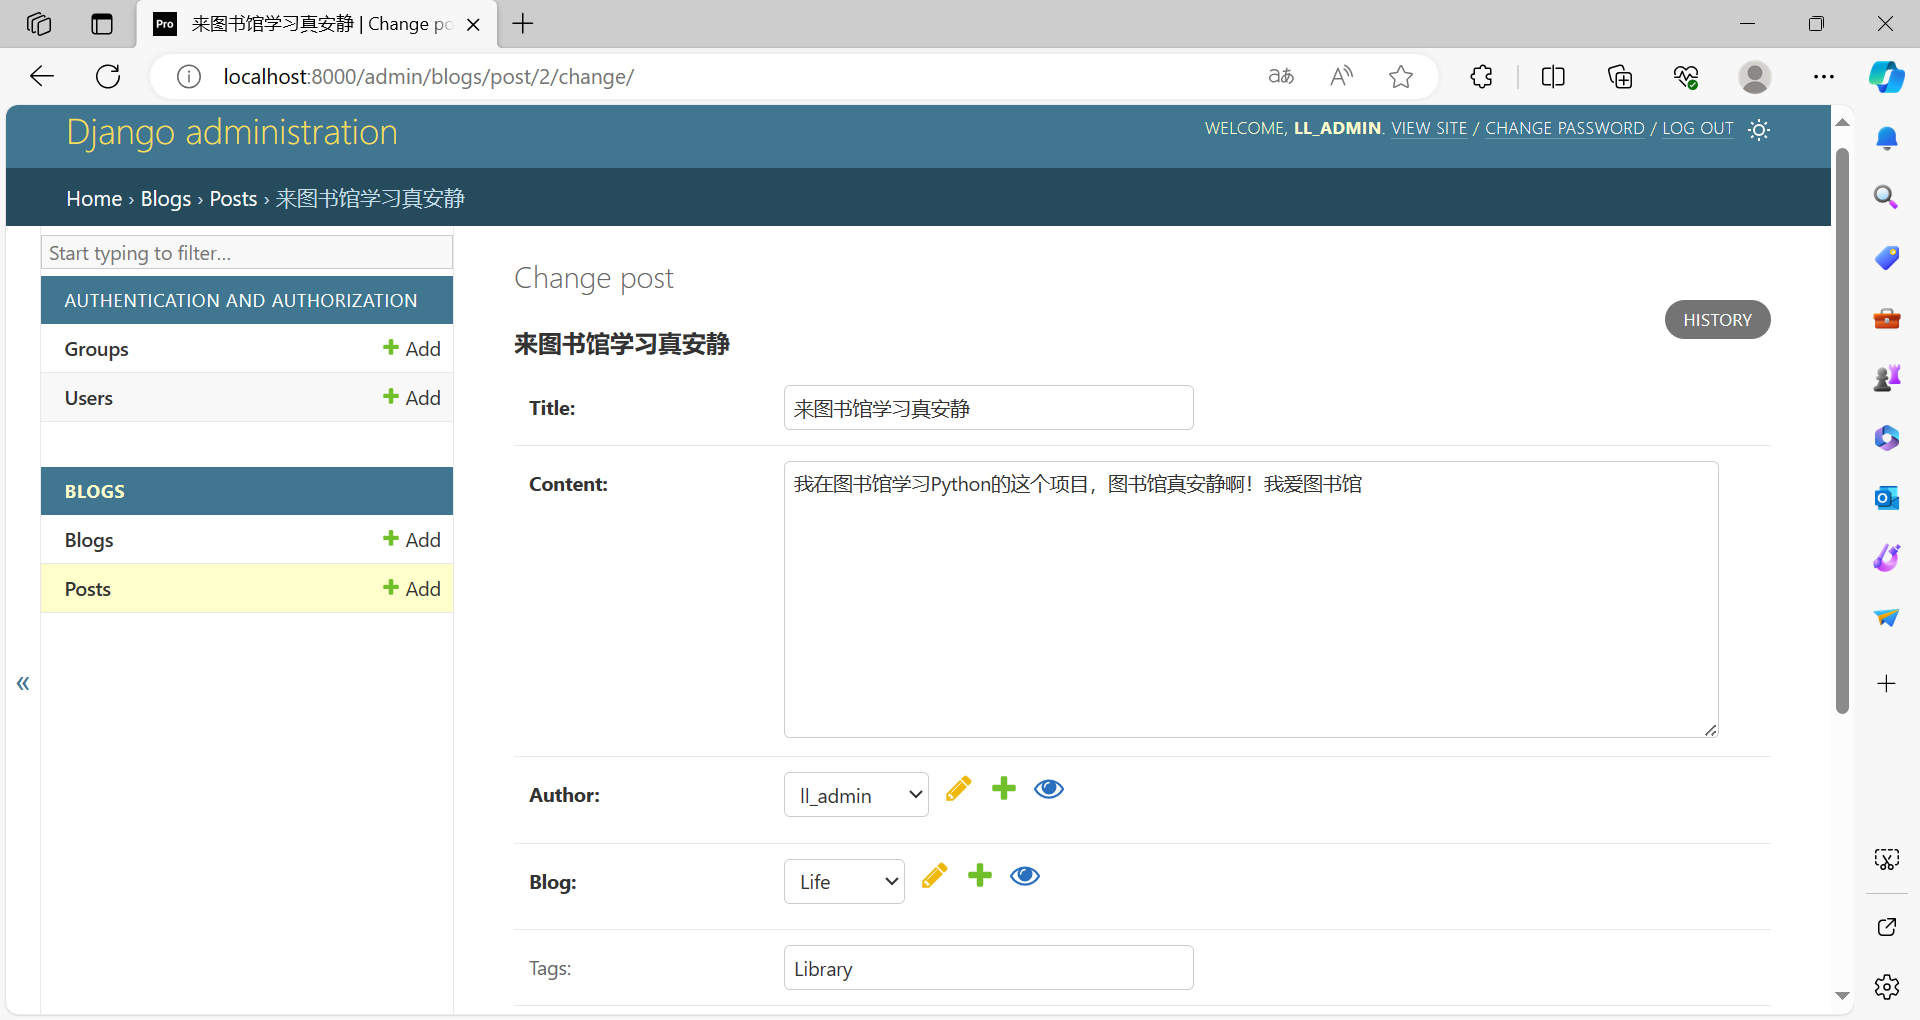 Pro 来图书馆学习真安静 | Change po
localhost:8000/admin/blogs/post/2/change/
Django administration
WELCOME, LL_ADMIN. VIEW SITE / CHANGE PASSWORD / LOG OUT
Home › Blogs › Posts › 来图书馆学习真安静
Start typing to filter...
AUTHENTICATION AND AUTHORIZATION
Groups Add
Users Add
BLOGS
Blogs Add
Posts Add
«
Change post
HISTORY
来图书馆学习真安静
Title: 来图书馆学习真安静
Content: 我在图书馆学习Python的这个项目，图书馆真安静啊！我爱图书馆
Author: ll_admin
Blog: Life
Tags: Library